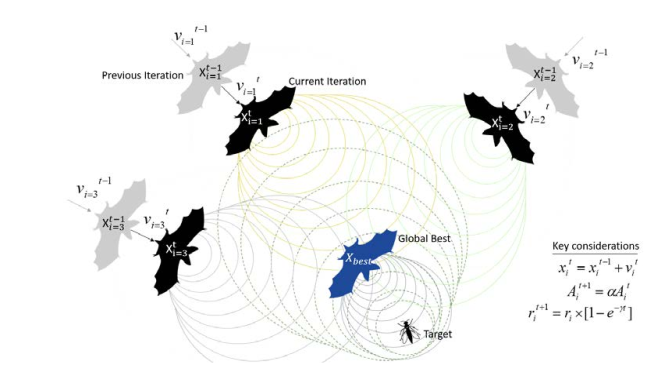 v_{i=1}^{t-1}
v_{i=2}^{t-1}
Previous Iteration
X_{i=1}^{t-1}
v_{i=1}^{t}
Current Iteration
X_{i=2}^{t-1}
X_{i=1}^{t}
X_{i=2}^{t}
v_{i=2}^{t}
v_{i=3}^{t-1}
X_{i=3}^{t-1}
v_{i=3}^{t}
X_{i=3}^{t}
Global Best
X_{best}
Key considerations
x_i^t = x_i^{t-1} + v_i^t
A_i^{t+1} = αA_i^t
r_i^{t+1} = r_i × [1 - e^{-γt}]
Target